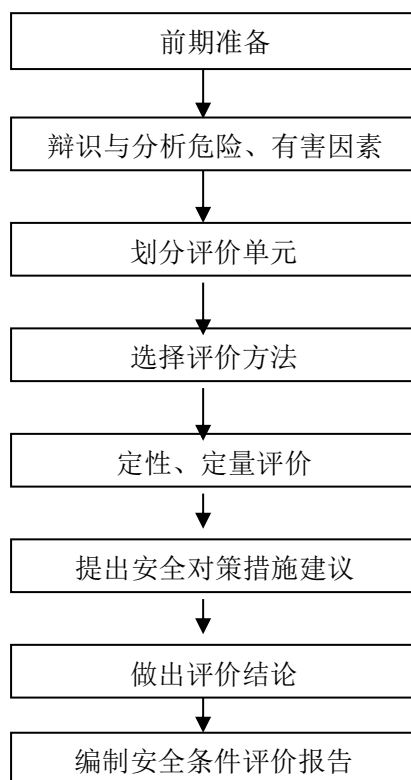 前期准备
辩识与分析危险、有害因素
划分评价单元
选择评价方法
定性、定量评价
提出安全对策措施建议
做出评价结论
编制安全条件评价报告